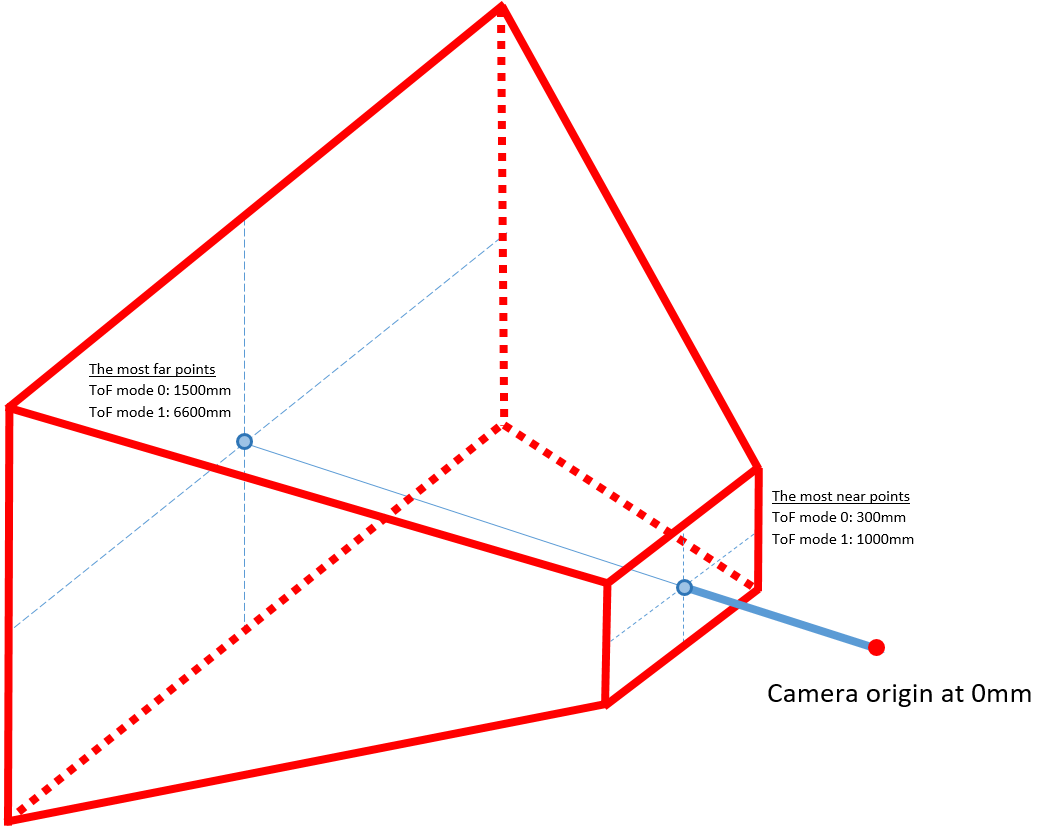 The most far points
ToF mode 0: 1500mm
ToF mode 1: 6600mm
The most near points
ToF mode 0: 300mm
ToF mode 1: 1000mm
Camera origin at 0mm